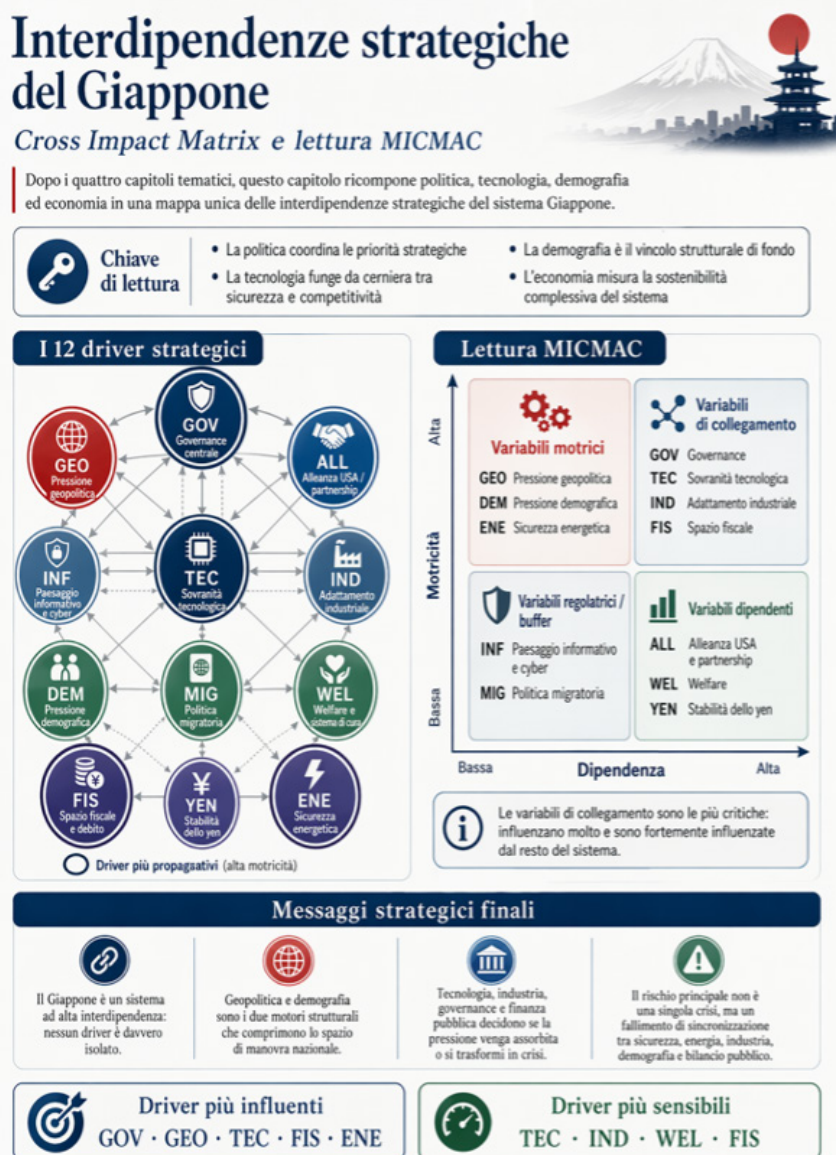 Interdipendenze strategiche
del Giappone
Cross Impact Matrix e lettura MICMAC
Dopo i quattro capitoli tematici, questo capitolo ricompone politica, tecnologia, demografia
ed economia in una mappa unica delle interdipendenze strategiche del sistema Giappone.
Chiave
di lettura
• La politica coordina le priorità strategiche
• La tecnologia funge da cerniera tra
sicurezza e competitività
• La demografia è il vincolo strutturale di fondo
• L'economia misura la sostenibilità
complessiva del sistema
I 12 driver strategici
GOV
Governance
centrale
GEO
Pressione
geopolitica
ALL
Alleanza USA /
partnership
INF
Paesaggio
informativo
e cyber
TEC
Sovranità
tecnologica
IND
Adattamento
industriale
DEM
Pressione
demografica
MIG
Politica
migratoria
WEL
Welfare e
sistema di cura
FIS
Spazio fiscale
e debito
¥
YEN
Stabilità
dello yen
ENE
Sicurezza
energetica
Driver più propagativi (alta motricità)
Lettura MICMAC
Alta
Motricità
Bassa
Variabili motrici
GEO Pressione geopolitica
DEM Pressione demografica
ENE Sicurezza energetica
Variabili
di collegamento
GOV Governance
TEC Sovranità tecnologica
IND Adattamento industriale
FIS Spazio fiscale
Variabili regolatrici /
buffer
INF Paesaggio informativo
e cyber
MIG Politica migratoria
Variabili dipendenti
ALL Alleanza USA
e partnership
WEL Welfare
YEN Stabilità dello yen
Bassa Dipendenza Alta
Le variabili di collegamento sono le più critiche:
influenzano molto e sono fortemente influenzate
dal resto del sistema.
Messaggi strategici finali
Il Giappone è un sistema
ad alta interdipendenza:
nessun driver è davvero
isolato.
Geopolitica e demografia
sono i due motori strutturali
che comprimono lo spazio
di manovra nazionale.
Tecnologia, industria,
governance e finanza
pubblica decidono se la
pressione venga assorbita
o si trasformi in crisi.
Il rischio principale non è
una singola crisi, ma un
fallimento di sincronizzazione
tra sicurezza, energia, industria,
demografia e bilancio pubblico.
Driver più influenti
GOV · GEO · TEC · FIS · ENE
Driver più sensibili
TEC · IND · WEL · FIS